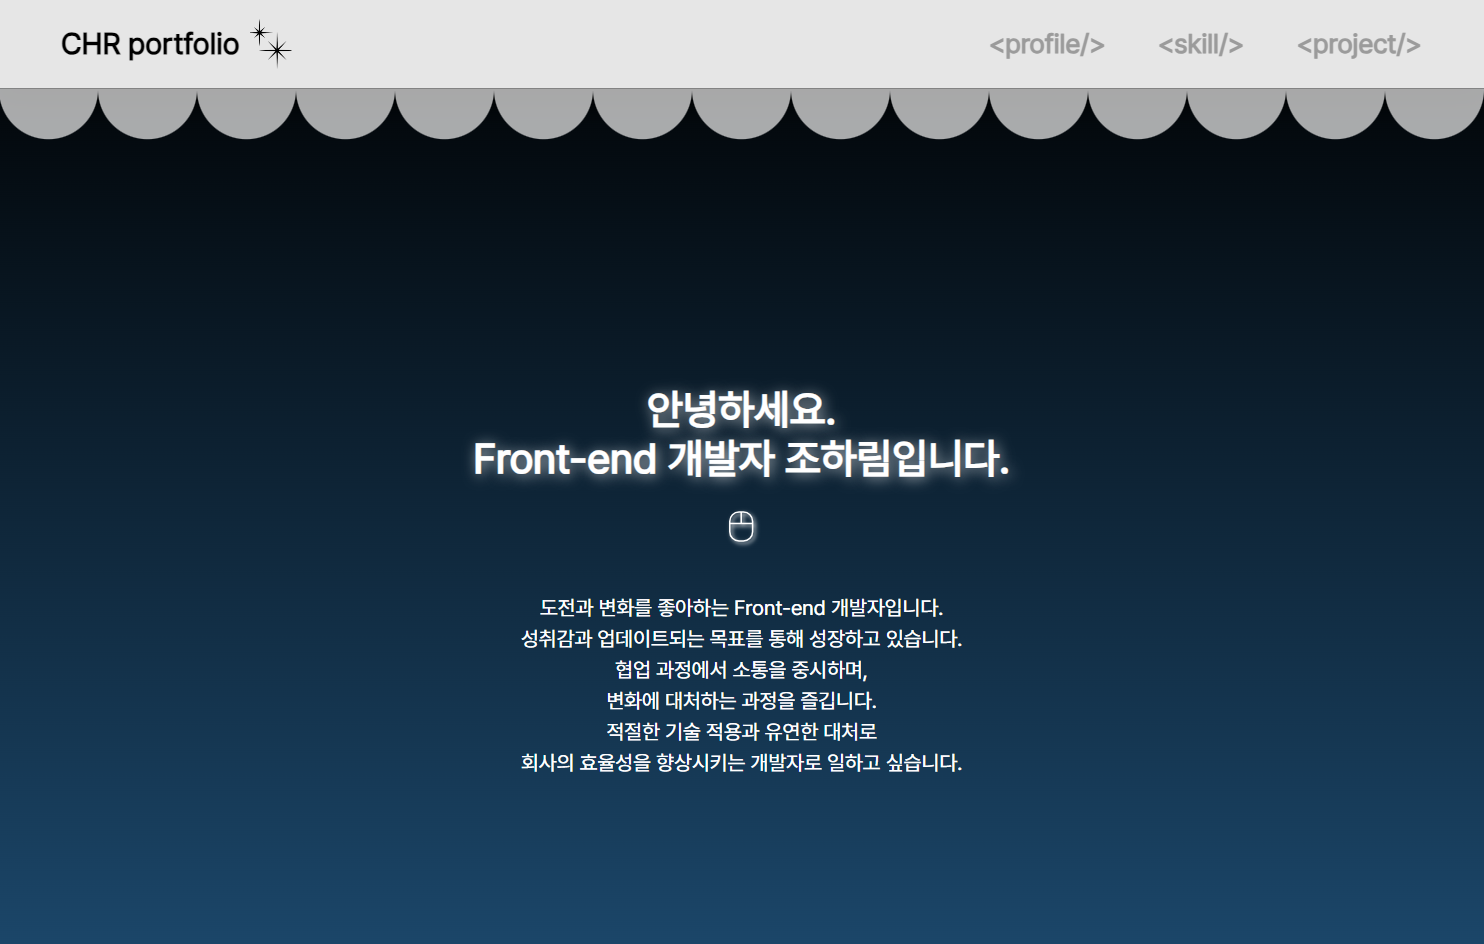 CHR portfolio
<profile/>
<skill/>
<project/>
안녕하세요.
Front-end 개발자 조하림입니다.
도전과 변화를 좋아하는 Front-end 개발자입니다.
성취감과 업데이트되는 목표를 통해 성장하고 있습니다.
협업 과정에서 소통을 중시하며,
변화에 대처하는 과정을 즐깁니다.
적절한 기술 적용과 유연한 대처로
회사의 효율성을 향상시키는 개발자로 일하고 싶습니다.